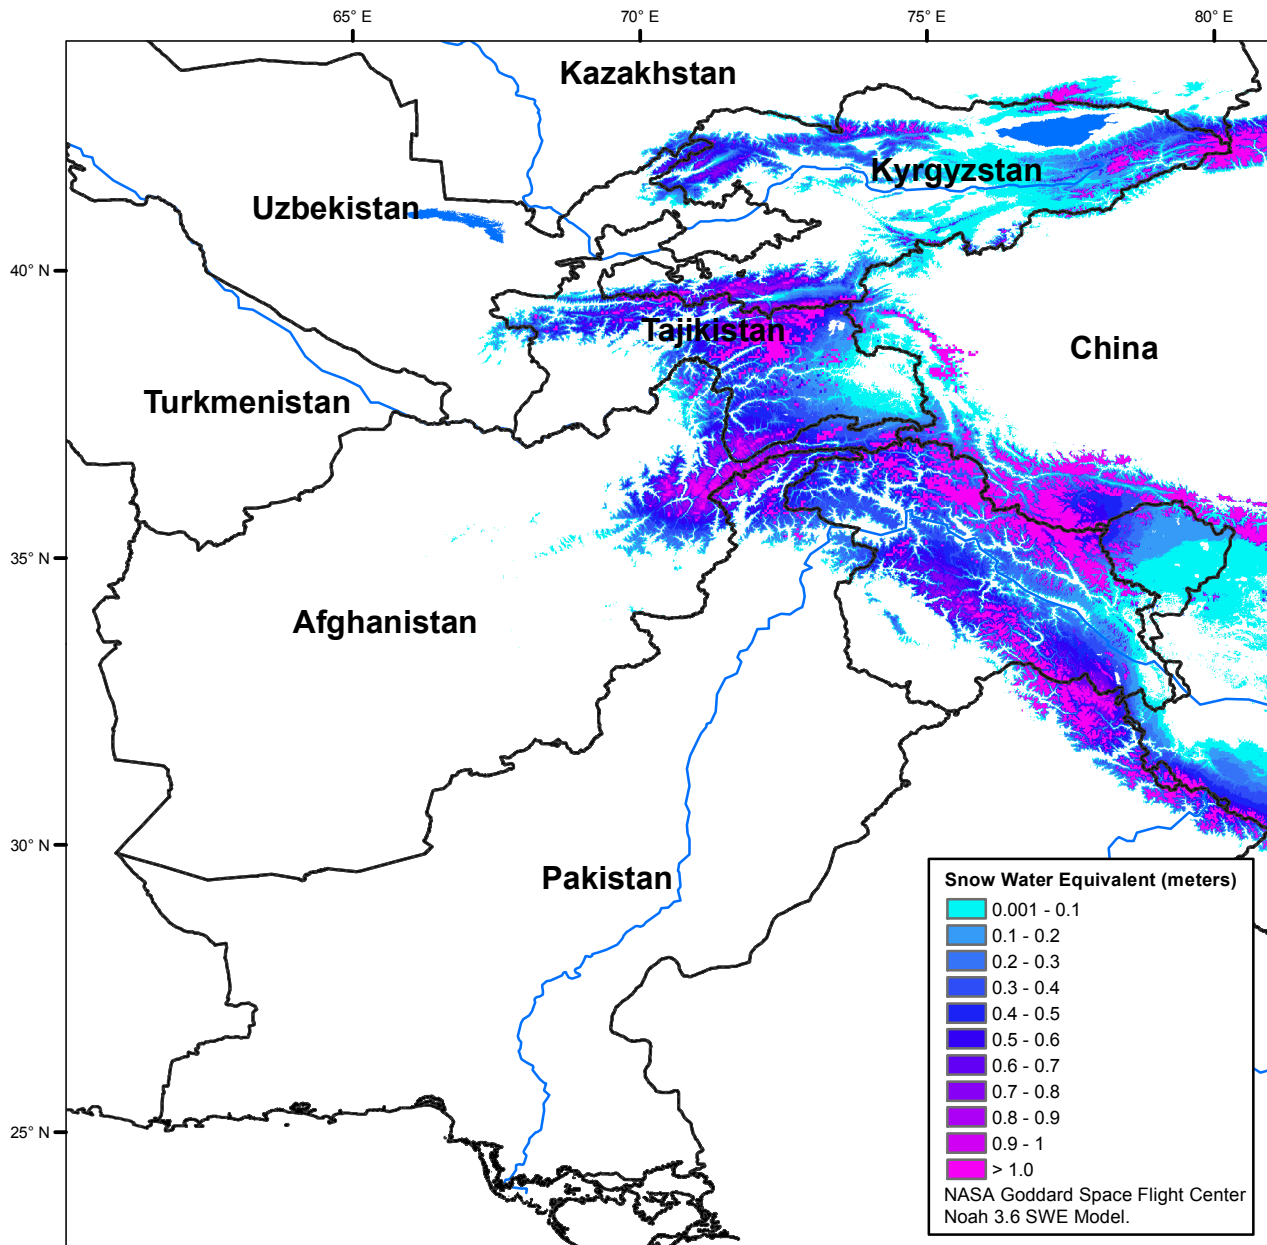 65° E
70° E
75° E
80° E
Kazakhstan
Kyrgyzstan
Uzbekistan
40° N
Tajikistan
China
Turkmenistan
35° N
Afghanistan
30° N
Pakistan
25° N
Snow Water Equivalent (meters)
0.001 - 0.1
0.1 - 0.2
0.2 - 0.3
0.3 - 0.4
0.4 - 0.5
0.5 - 0.6
0.6 - 0.7
0.7 - 0.8
0.8 - 0.9
0.9 - 1
> 1.0
NASA Goddard Space Flight Center
Noah 3.6 SWE Model.